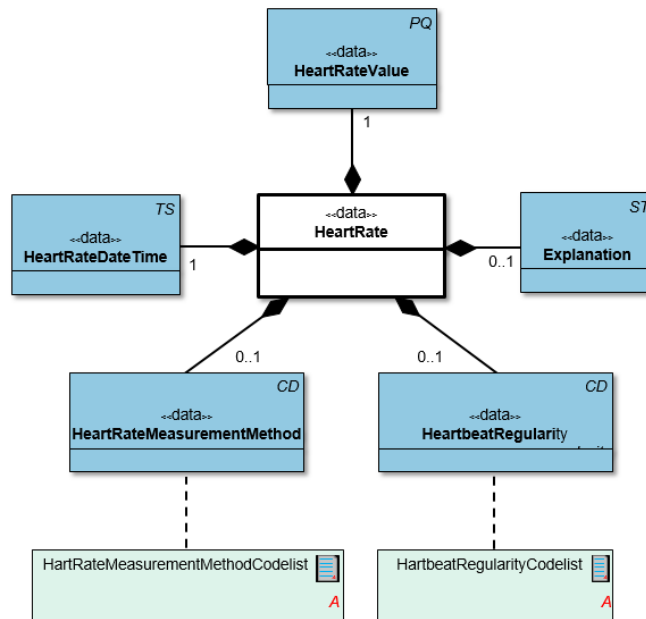 PQ
<<data>>
HeartRateValue
1
TS
<<data>>
HeartRateDateTime
1
<<data>>
HeartRate
ST
<<data>>
Explanation
0..1
0..1
0..1
CD
<<data>>
HeartRateMeasurementMethod
CD
<<data>>
HeartbeatRegularity
HartRateMeasurementMethodCodelist
A
HartbeatRegularityCodelist
A